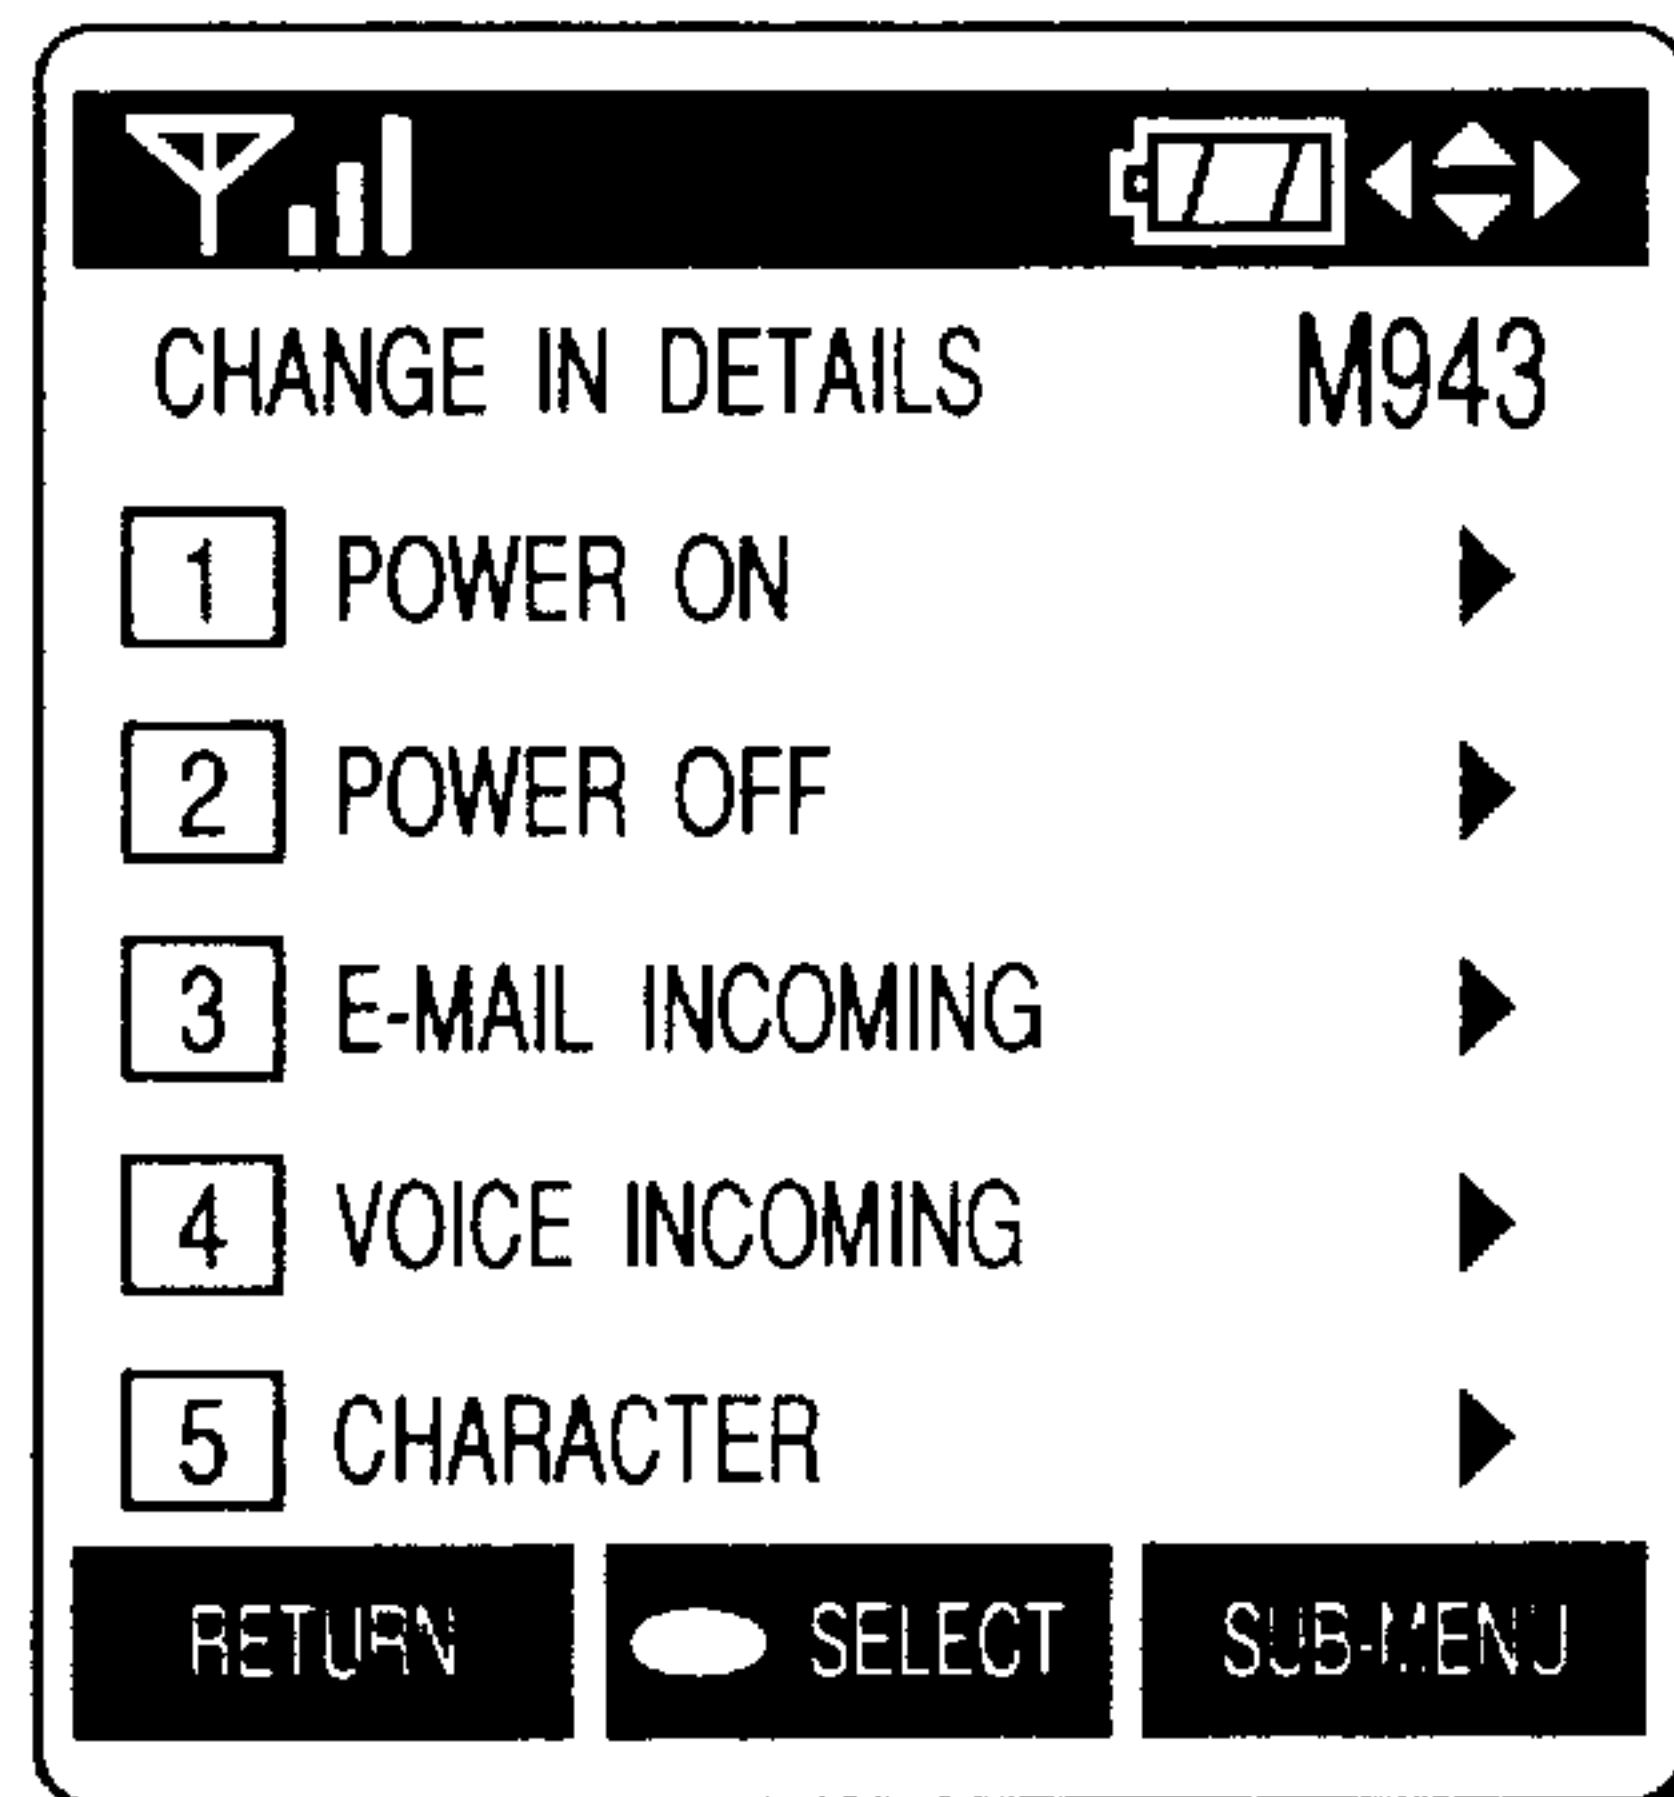 CHANGE IN DETAILS M943
1 POWER ON
2 POWER OFF
3 E-MAIL INCOMING
4 VOICE INCOMING
5 CHARACTER
RETURN SELECT SUB-MENU